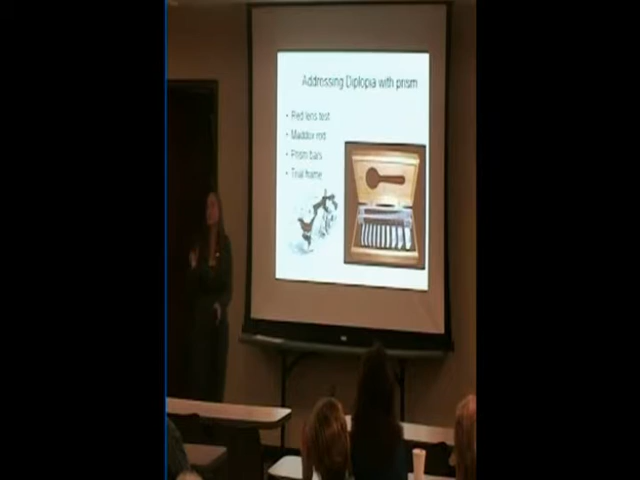 Addressing Diplopia with prism
• Red lens test
• Maddox rod
• Prism bars
• Trial frame